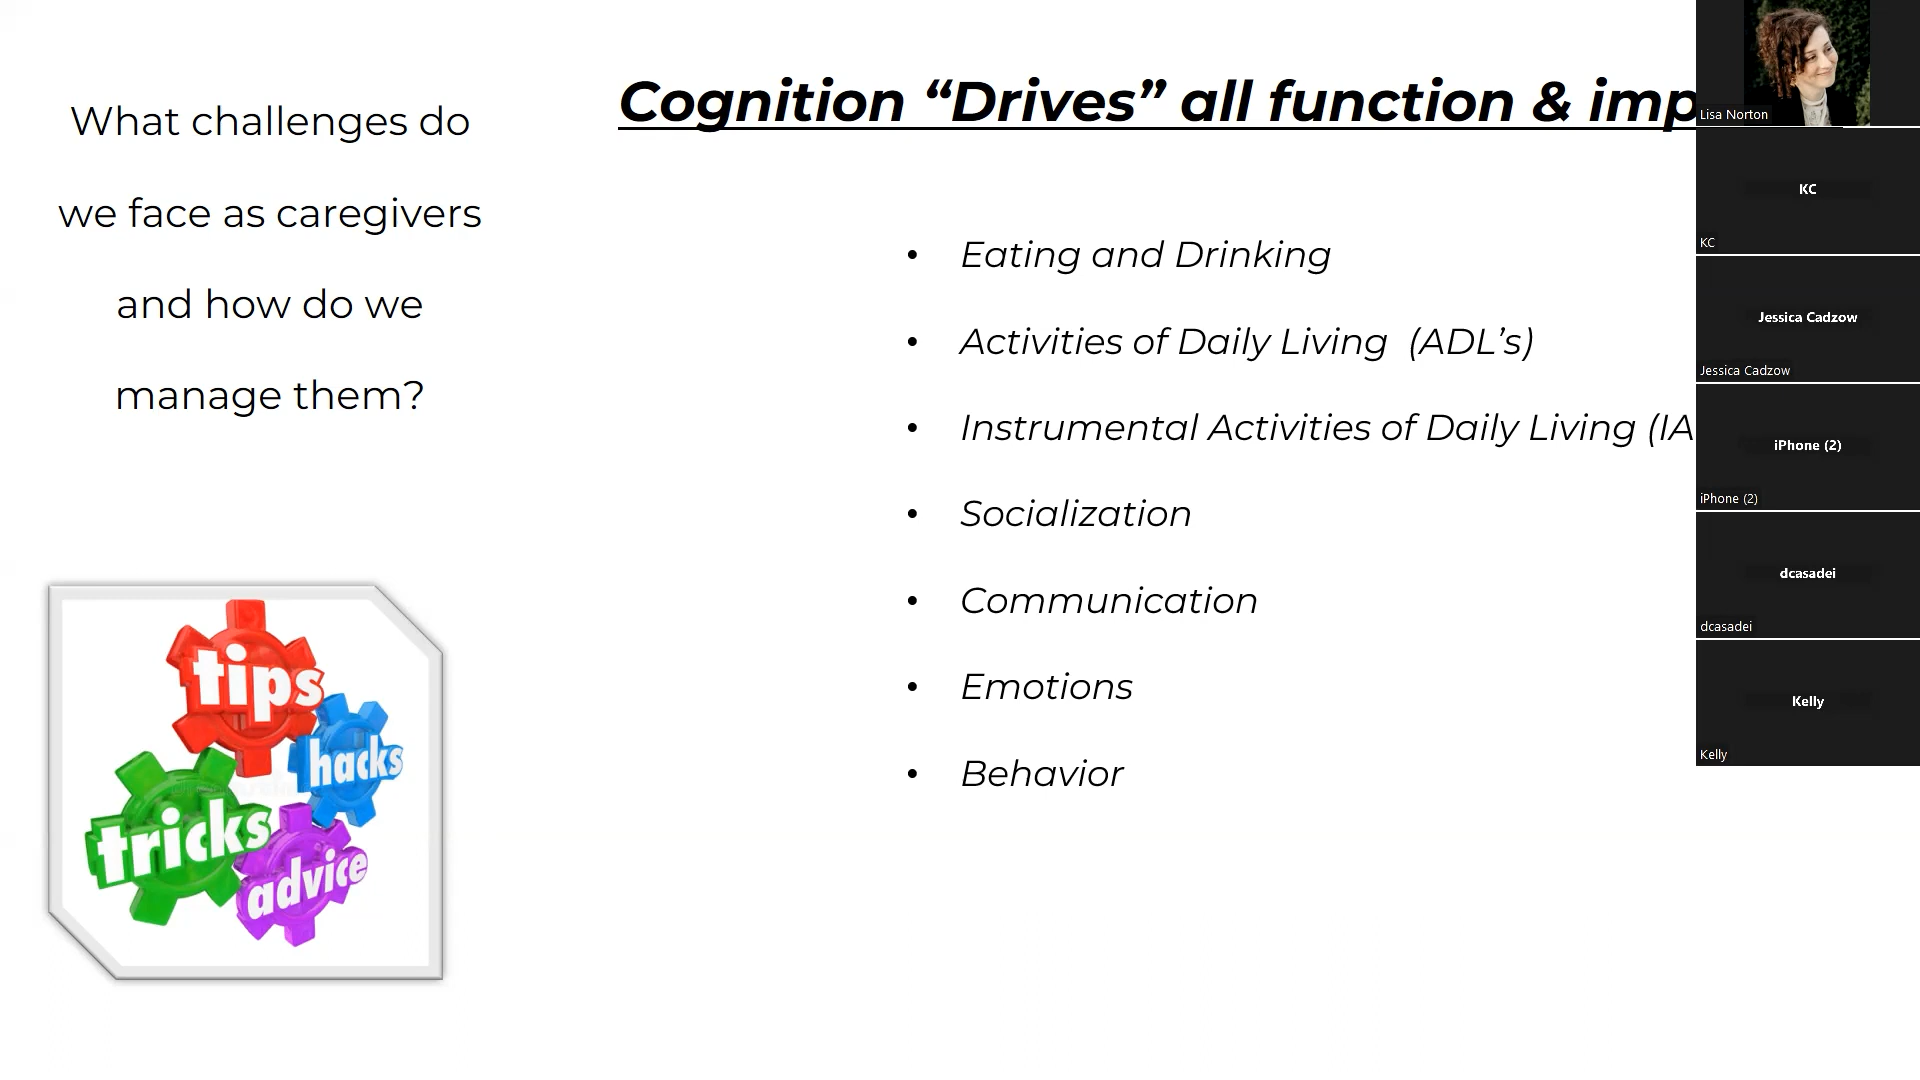 What challenges do
we face as caregivers
and how do we
manage them?
tips
hacks
tricks
advice
Cognition “Drives” all function & imp
• Eating and Drinking
• Activities of Daily Living (ADL’s)
• Instrumental Activities of Daily Living (IA
• Socialization
• Communication
• Emotions
• Behavior
Lisa Norton
KC
KC
Jessica Cadzow
Jessica Cadzow
iPhone (2)
iPhone (2)
dcasadei
dcasadei
Kelly
Kelly